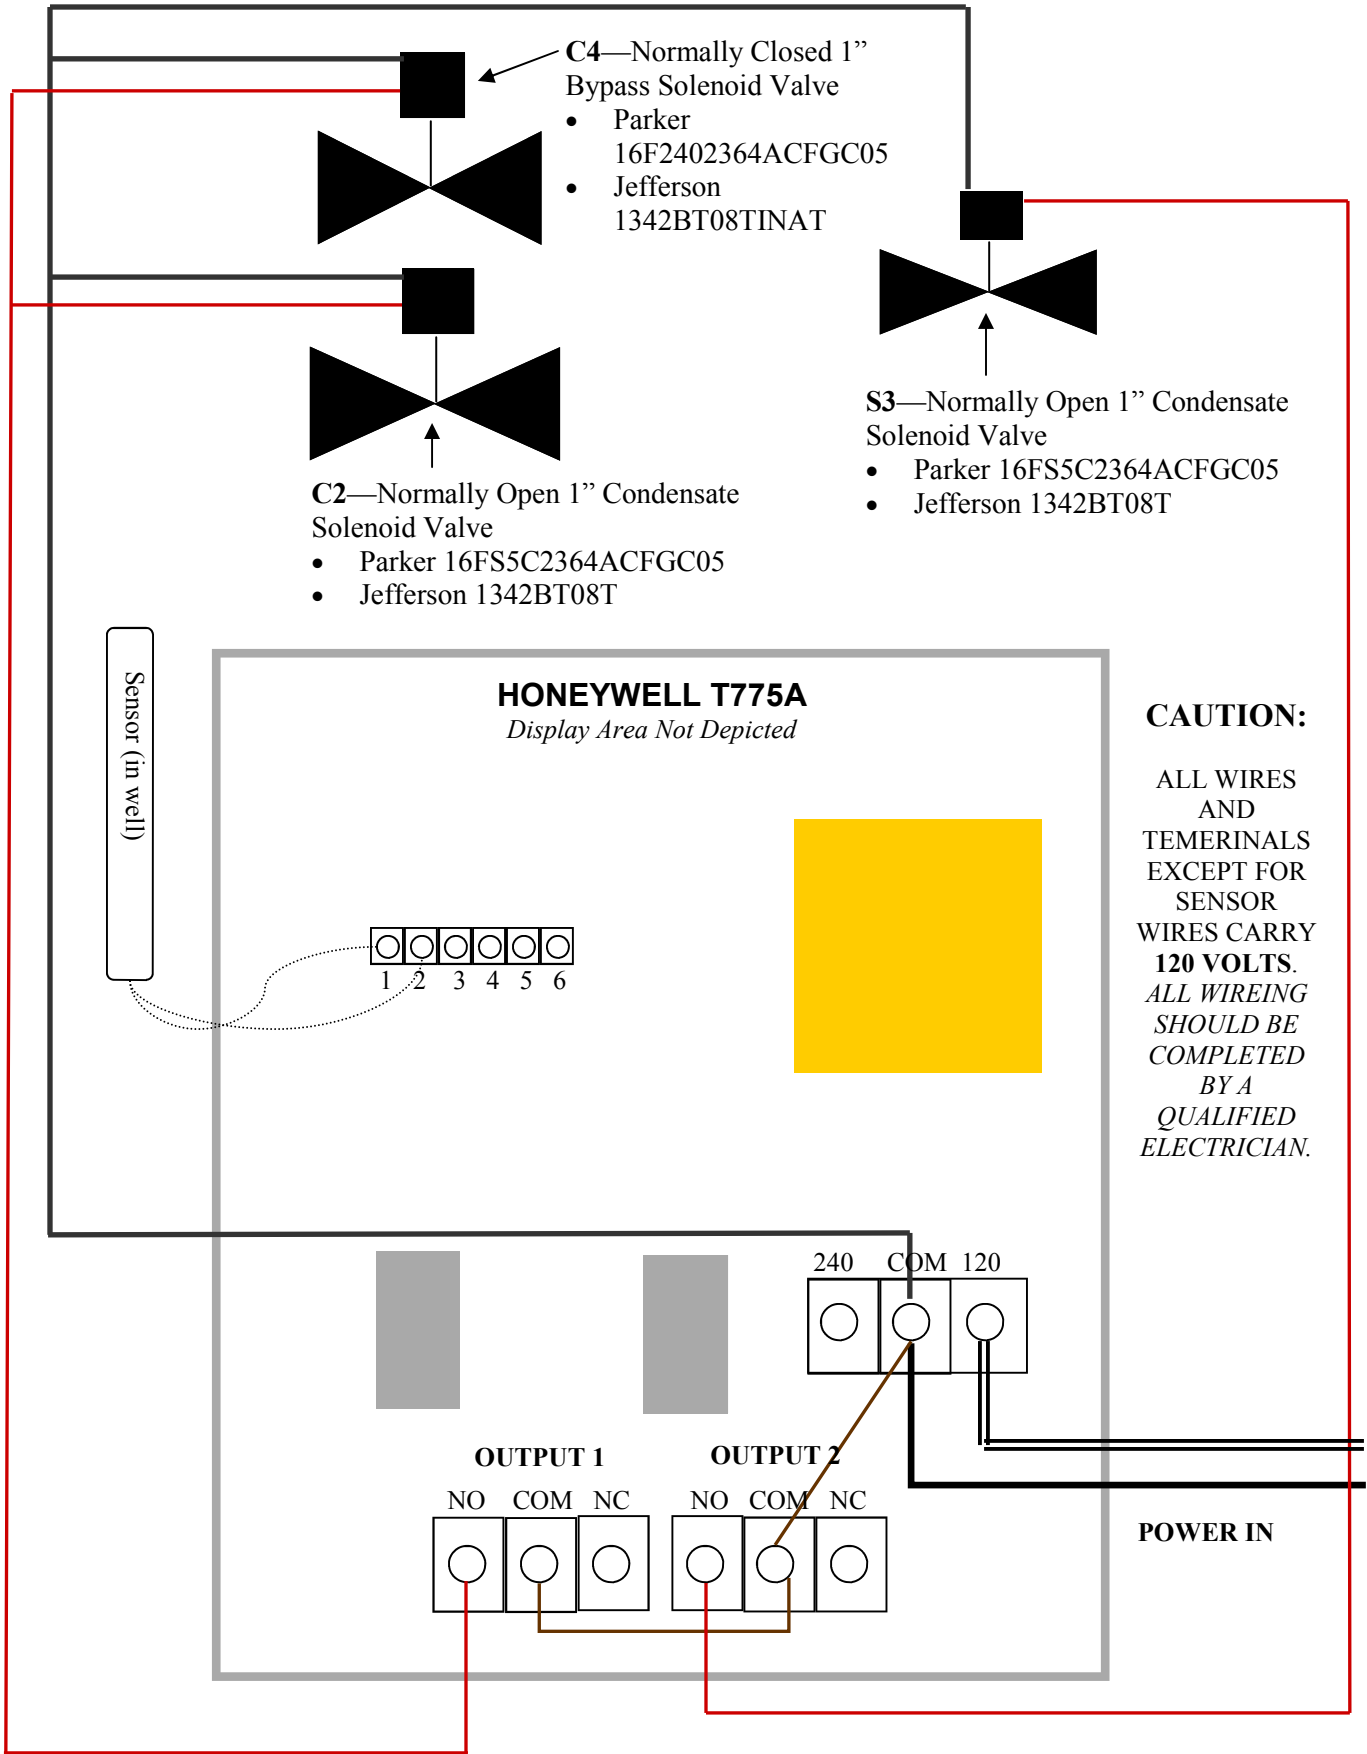 C4—Normally Closed 1”
Bypass Solenoid Valve
• Parker
16F2402364ACFGC05
• Jefferson
1342BT08TINAT
S3—Normally Open 1” Condensate
Solenoid Valve
• Parker 16FS5C2364ACFGC05
• Jefferson 1342BT08T
C2—Normally Open 1” Condensate
Solenoid Valve
• Parker 16FS5C2364ACFGC05
• Jefferson 1342BT08T
Sensor (in well)
HONEYWELL T775A
Display Area Not Depicted
CAUTION:
ALL WIRES
AND
TEMERINALS
EXCEPT FOR
SENSOR
WIRES CARRY
120 VOLTS.
ALL WIREING
SHOULD BE
COMPLETED
BY A
QUALIFIED
ELECTRICIAN.
1 2 3 4 5 6
240 COM 120
OUTPUT 1 OUTPUT 2
NO COM NC NO COM NC
POWER IN